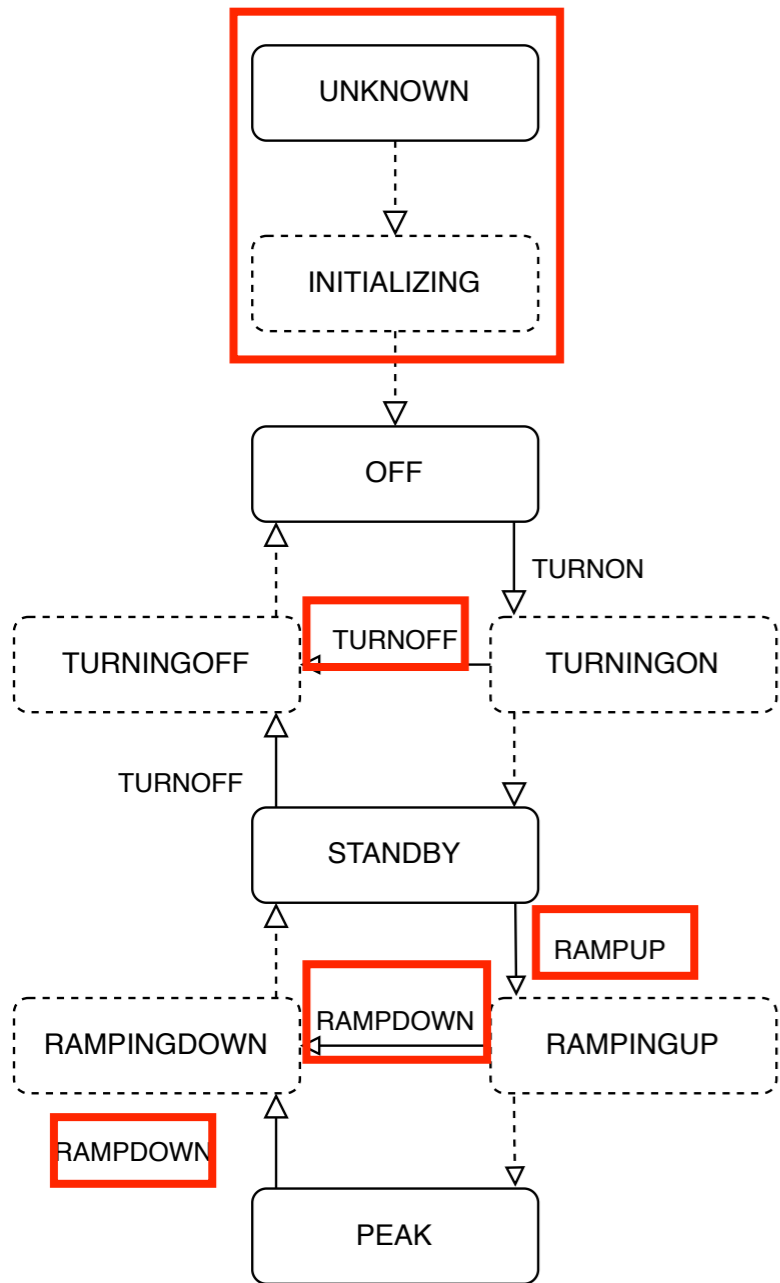 UNKNOWN
INITIALIZING
OFF
TURNON
TURNINGOFF
TURNOFF
TURNINGON
TURNOFF
STANDBY
RAMPUP
RAMPINGDOWN
RAMPDOWN
RAMPINGUP
RAMPDOWN
PEAK